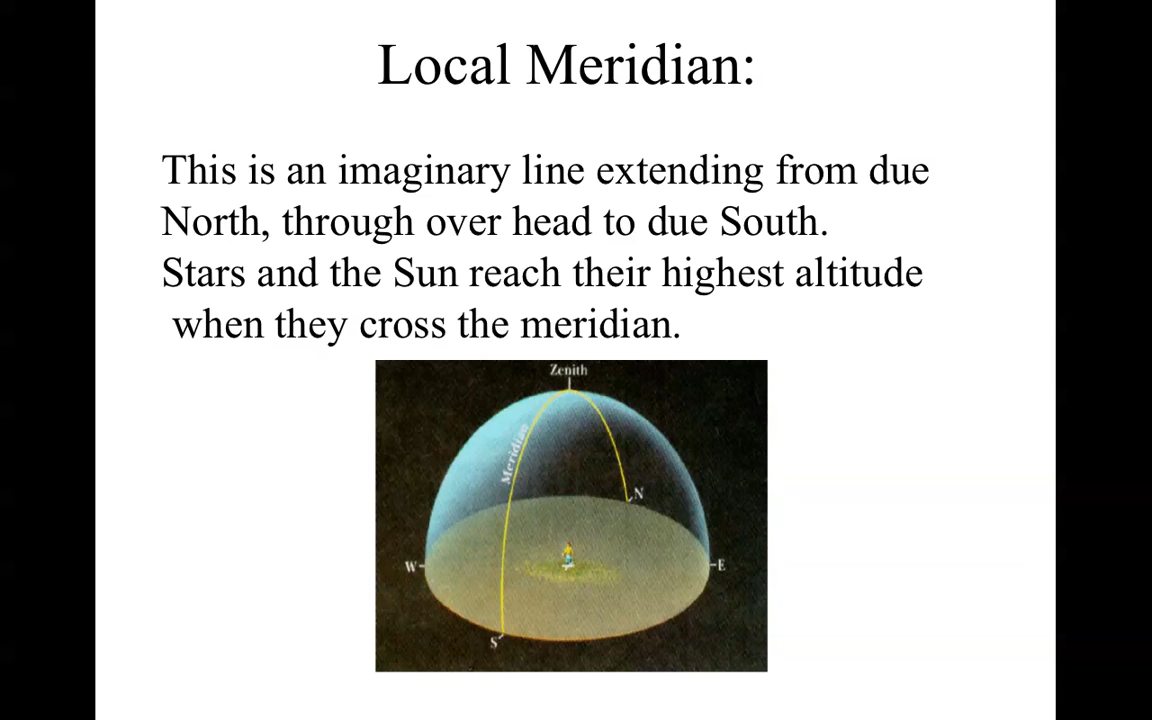 Local Meridian:
This is an imaginary line extending from due
North, through over head to due South.
Stars and the Sun reach their highest altitude
when they cross the meridian.
Zenith
Meridian
N
W
E
S